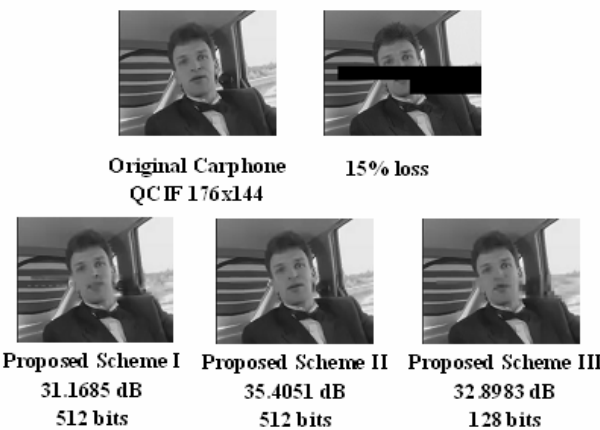 Original Carphone
QCIF 176x144
15% loss
Proposed Scheme I
31.1685 dB
512 bits
Proposed Scheme II
35.4051 dB
512 bits
Proposed Scheme III
32.8983 dB
128 bits